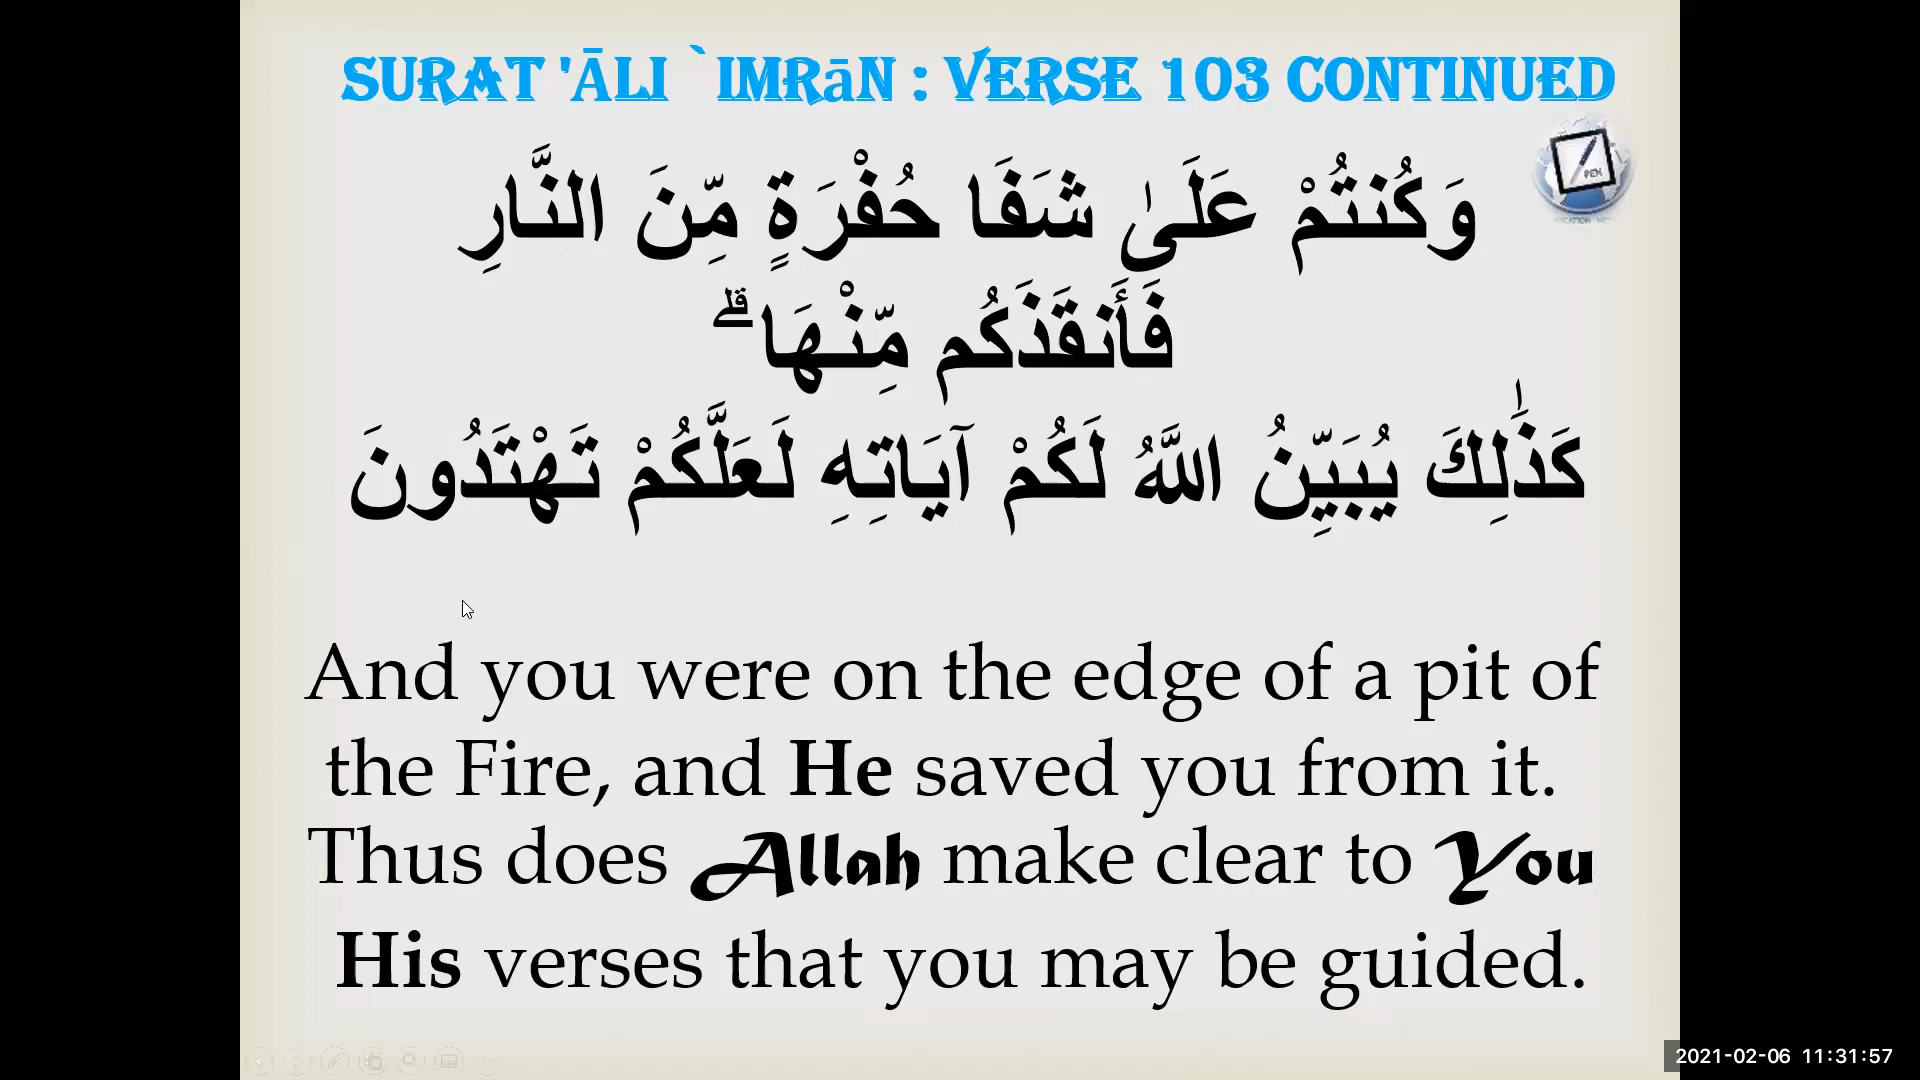 SURAT 'ĀLI `IMRāN : VERSE 103 CONTINUED
PEN
وَكُنتُمْ عَلَىٰ شَفَا حُفْرَةٍ مِّنَ النَّارِ
فَأَنقَذَكُم مِّنْهَا ۗ
كَذَٰلِكَ يُبَيِّنُ اللَّهُ لَكُمْ آيَاتِهِ لَعَلَّكُمْ تَهْتَدُونَ
And you were on the edge of a pit of
the Fire, and He saved you from it.
Thus does Allah make clear to You
His verses that you may be guided.
2021-02-06 11:31:57